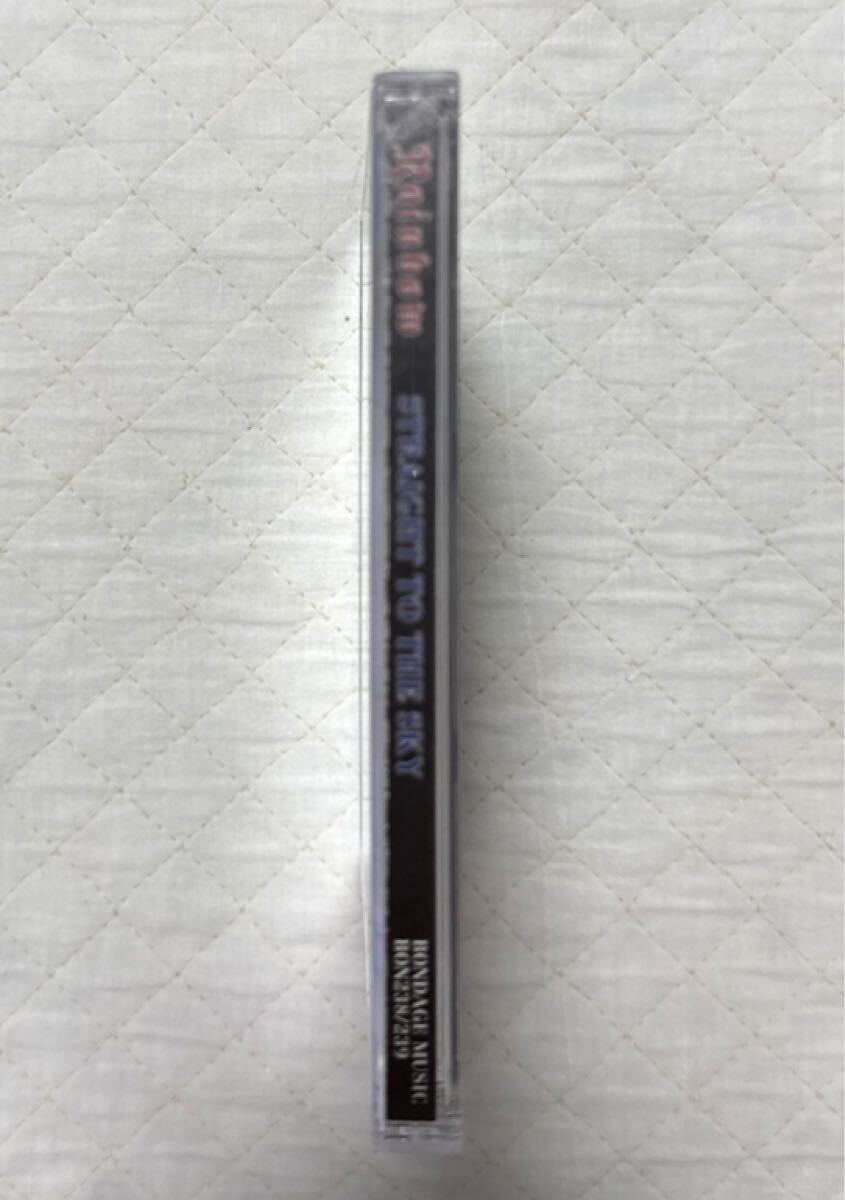 Rainbow
STRAIGHT TO THE SKY
BONDAGE MUSIC
BON238/239